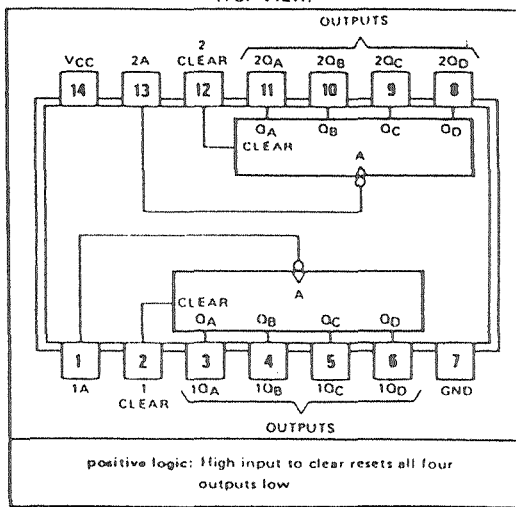 OUTPUTS
2
VCC 2A CLEAR 2QA 2QB 2QC 2QD
14 13 12 11 10 9 8
QA QB QC QD
CLEAR
A
A
CLEAR
QA QB QC QD
1 2 3 4 5 6 7
1A 1 1QA 1QB 1QC 1QD GND
CLEAR
OUTPUTS
positive logic: High input to clear resets all four
outputs low